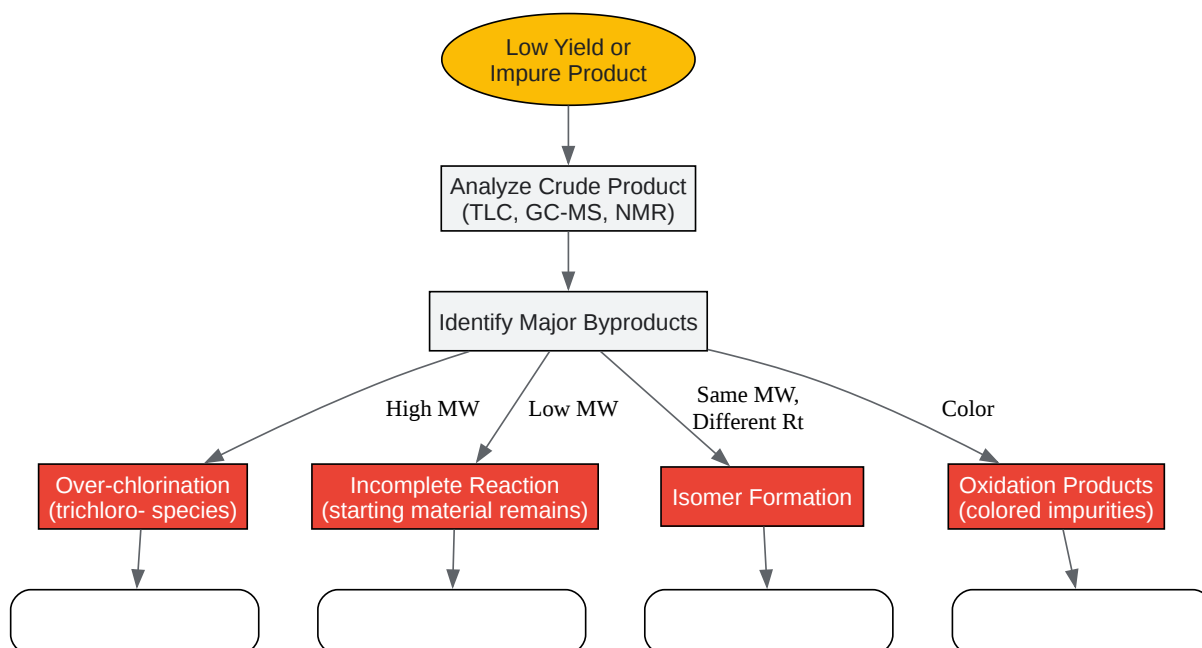 Low Yield or
Impure Product
Analyze Crude Product
(TLC, GC-MS, NMR)
Identify Major Byproducts
High MW
Low MW
Same MW,
Different Rt
Color
Over-chlorination
(trichloro- species)
Incomplete Reaction
(starting material remains)
Isomer Formation
Oxidation Products
(colored impurities)